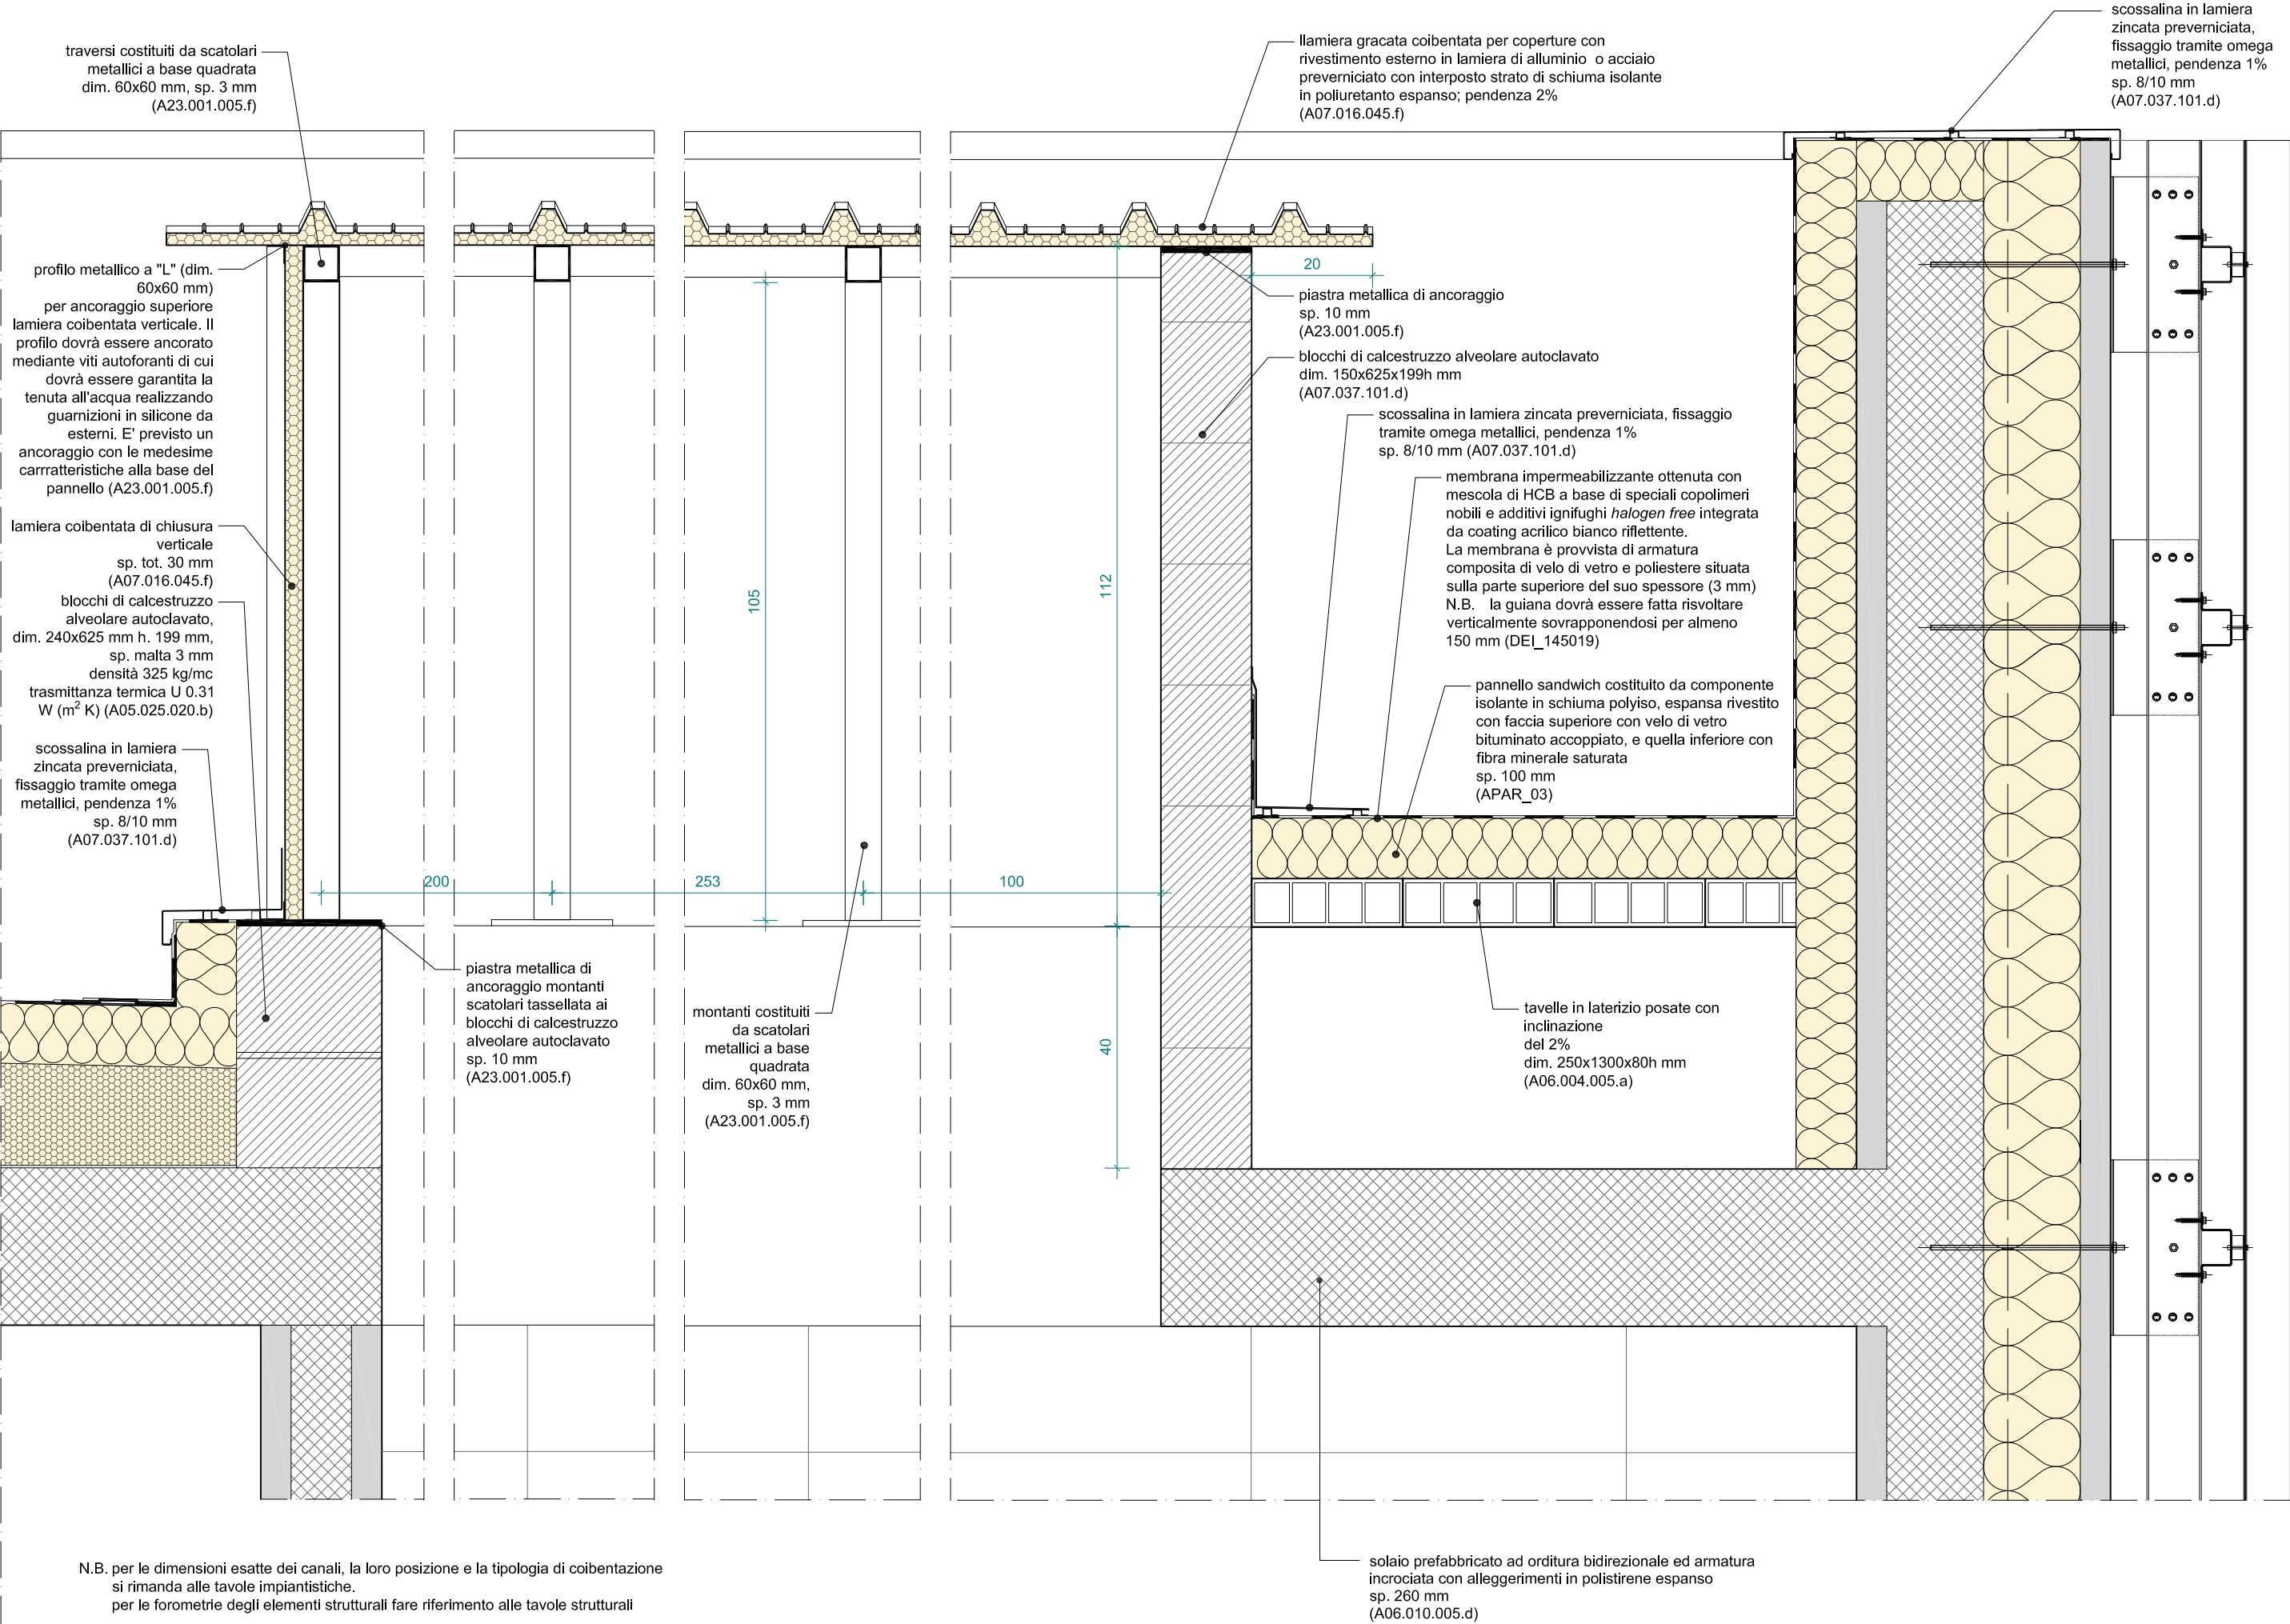 traversi costituiti da scatolari
metallici a base quadrata
dim. 60x60 mm, sp. 3 mm
(A23.001.005.f)
llamiera gracata coibentata per coperture con
rivestimento esterno in lamiera di alluminio o acciaio
preverniciato con interposto strato di schiuma isolante
in poliuretanto espanso; pendenza 2%
(A07.016.045.f)
scossalina in lamiera
zincata preverniciata,
fissaggio tramite omega
metallici, pendenza 1%
sp. 8/10 mm
(A07.037.101.d)
profilo metallico a "L" (dim.
60x60 mm)
per ancoraggio superiore
lamiera coibentata verticale. Il
profilo dovrà essere ancorato
mediante viti autoforanti di cui
dovrà essere garantita la
tenuta all'acqua realizzando
guarnizioni in silicone da
esterni. E' previsto un
ancoraggio con le medesime
carrratteristiche alla base del
pannello (A23.001.005.f)
lamiera coibentata di chiusura
verticale
sp. tot. 30 mm
(A07.016.045.f)
blocchi di calcestruzzo
alveolare autoclavato,
dim. 240x625 mm h. 199 mm,
sp. malta 3 mm
densità 325 kg/mc
trasmittanza termica U 0.31
W (m² K) (A05.025.020.b)
scossalina in lamiera
zincata preverniciata,
fissaggio tramite omega
metallici, pendenza 1%
sp. 8/10 mm
(A07.037.101.d)
20
piastra metallica di ancoraggio
sp. 10 mm
(A23.001.005.f)
blocchi di calcestruzzo alveolare autoclavato
dim. 150x625x199h mm
(A07.037.101.d)
scossalina in lamiera zincata preverniciata, fissaggio
tramite omega metallici, pendenza 1%
sp. 8/10 mm (A07.037.101.d)
membrana impermeabilizzante ottenuta con
mescola di HCB a base di speciali copolimeri
nobili e additivi ignifughi halogen free integrata
da coating acrilico bianco riflettente.
La membrana è provvista di armatura
composita di velo di vetro e poliestere situata
sulla parte superiore del suo spessore (3 mm)
N.B. la guiana dovrà essere fatta risvoltare
verticalmente sovrapponendosi per almeno
150 mm (DEI_145019)
pannello sandwich costituito da componente
isolante in schiuma polyiso, espansa rivestito
con faccia superiore con velo di vetro
bituminato accoppiato, e quella inferiore con
fibra minerale saturata
sp. 100 mm
(APAR_03)
105
112
200
253
100
40
piastra metallica di
ancoraggio montanti
scatolari tassellata ai
blocchi di calcestruzzo
alveolare autoclavato
sp. 10 mm
(A23.001.005.f)
montanti costituiti
da scatolari
metallici a base
quadrata
dim. 60x60 mm,
sp. 3 mm
(A23.001.005.f)
tavelle in laterizio posate con
inclinazione
del 2%
dim. 250x1300x80h mm
(A06.004.005.a)
N.B. per le dimensioni esatte dei canali, la loro posizione e la tipologia di coibentazione
si rimanda alle tavole impiantistiche.
per le forometrie degli elementi strutturali fare riferimento alle tavole strutturali
solaio prefabbricato ad orditura bidirezionale ed armatura
incrociata con alleggerimenti in polistirene espanso
sp. 260 mm
(A06.010.005.d)